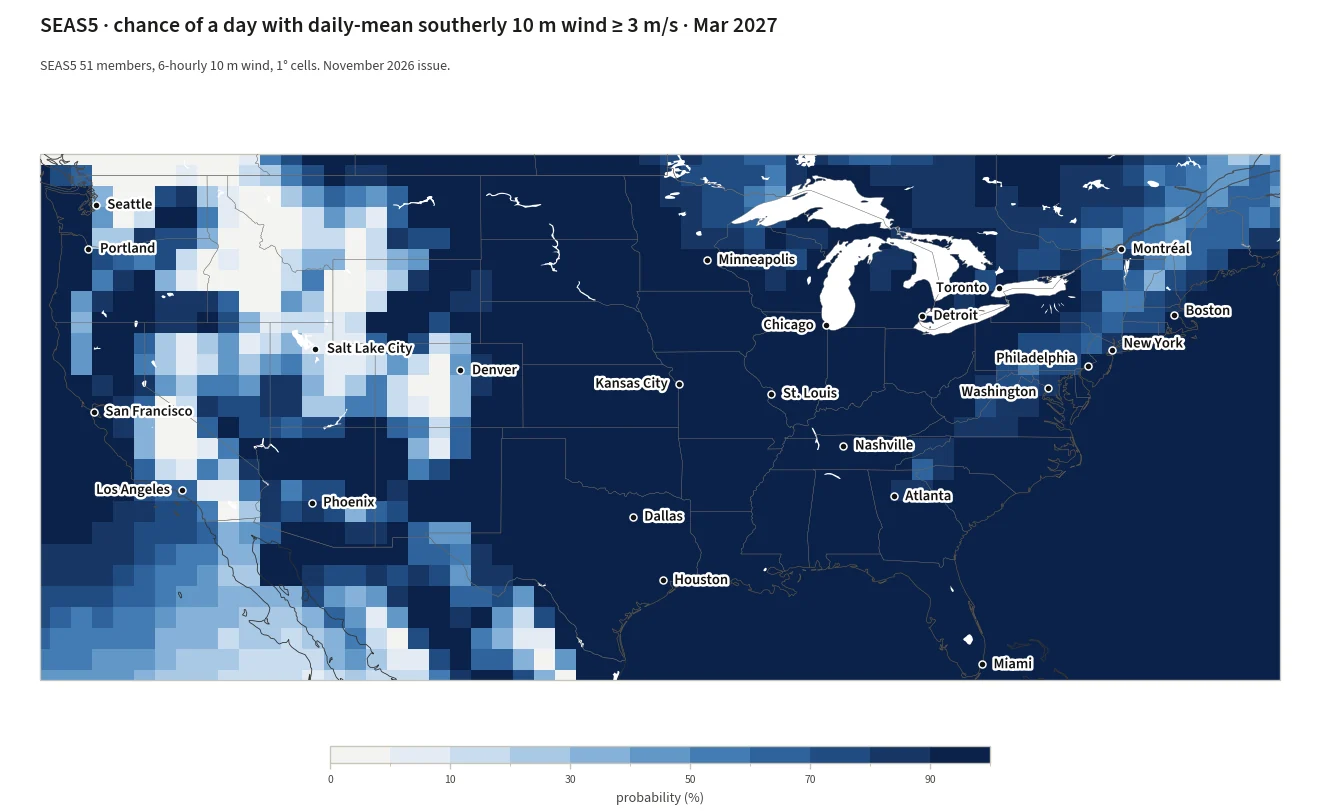 SEAS5 · chance of a day with daily-mean southerly 10 m wind ≥ 3 m/s · Mar 2027
SEAS5 51 members, 6-hourly 10 m wind, 1° cells. November 2026 issue.
Seattle
Portland
Montréal
Minneapolis
Toronto
Boston
Detroit
Chicago
New York
Salt Lake City
Philadelphia
Denver
Kansas City
Washington
St. Louis
San Francisco
Nashville
Los Angeles
Atlanta
Phoenix
Dallas
Houston
Miami
0 10 30 50 70 90
probability (%)